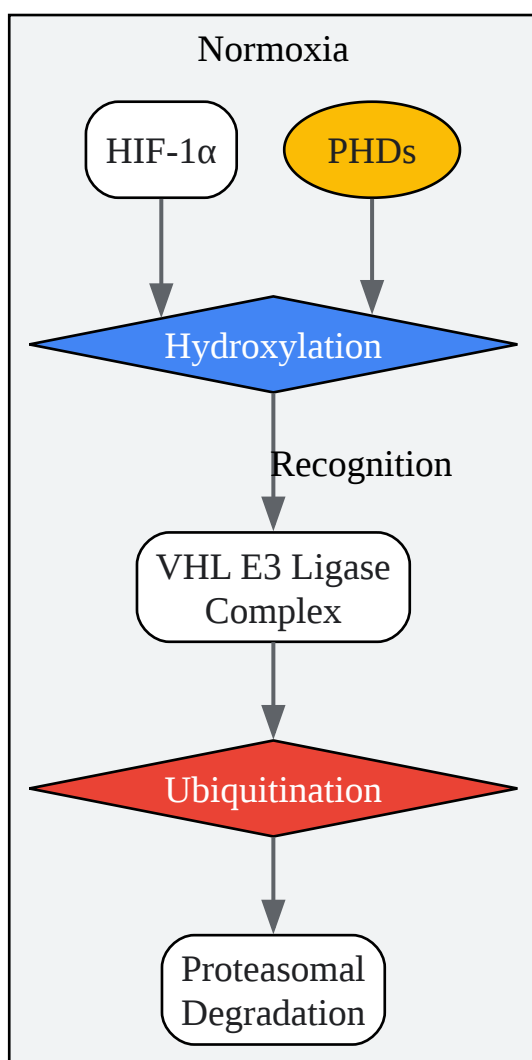 Normoxia
HIF-1α
PHDs
Hydroxylation
Recognition
VHL E3 Ligase
Complex
Ubiquitination
Proteasomal
Degradation